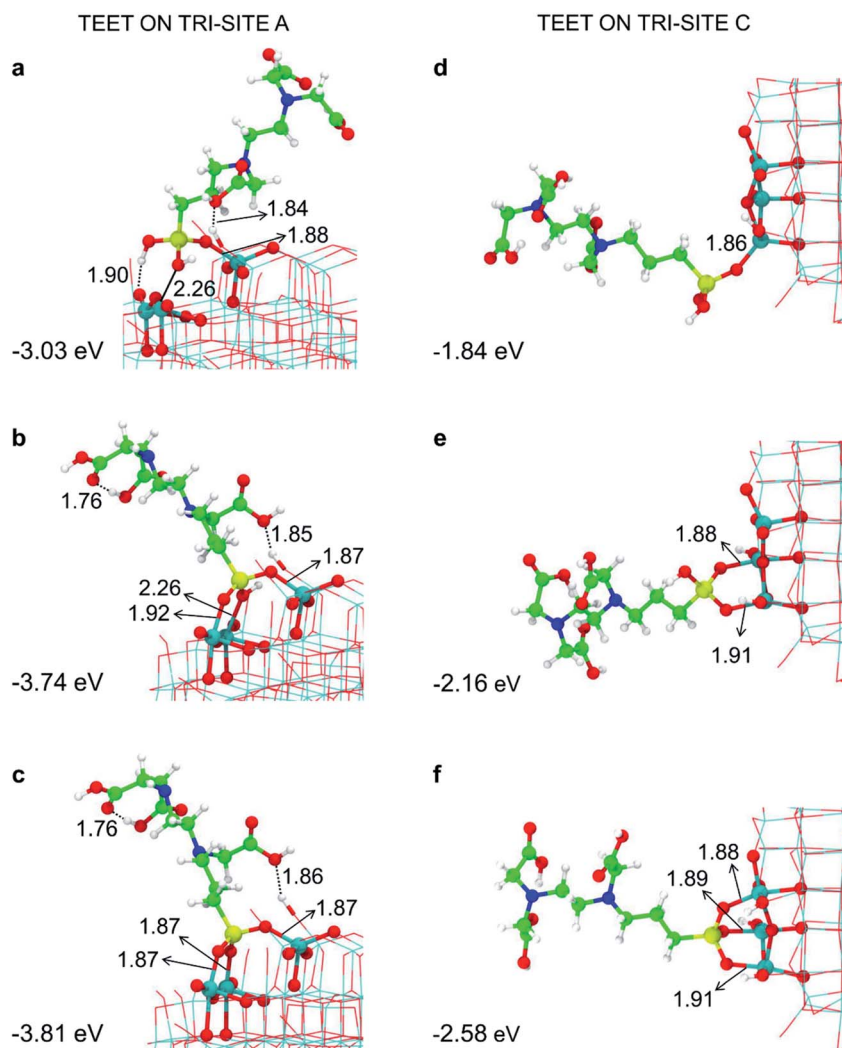 TEET ON TRI-SITE A
TEET ON TRI-SITE C
a
1.84
1.88
1.90
2.26
-3.03 eV
d
1.86
-1.84 eV
b
1.76
1.85
1.87
2.26
1.92
-3.74 eV
e
1.88
1.91
-2.16 eV
c
1.76
1.86
1.87
1.87
1.87
-3.81 eV
f
1.88
1.89
1.91
-2.58 eV